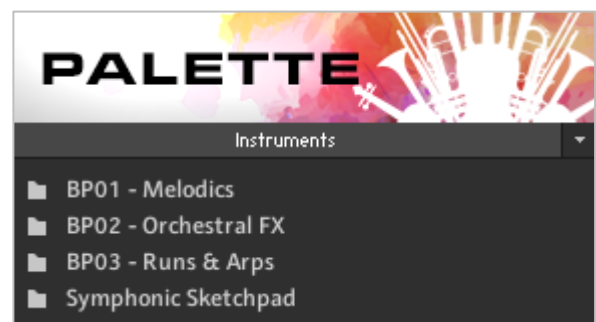 PALETTE
Instruments
BP01 - Melodics
BP02 - Orchestral FX
BP03 - Runs & Arps
Symphonic Sketchpad